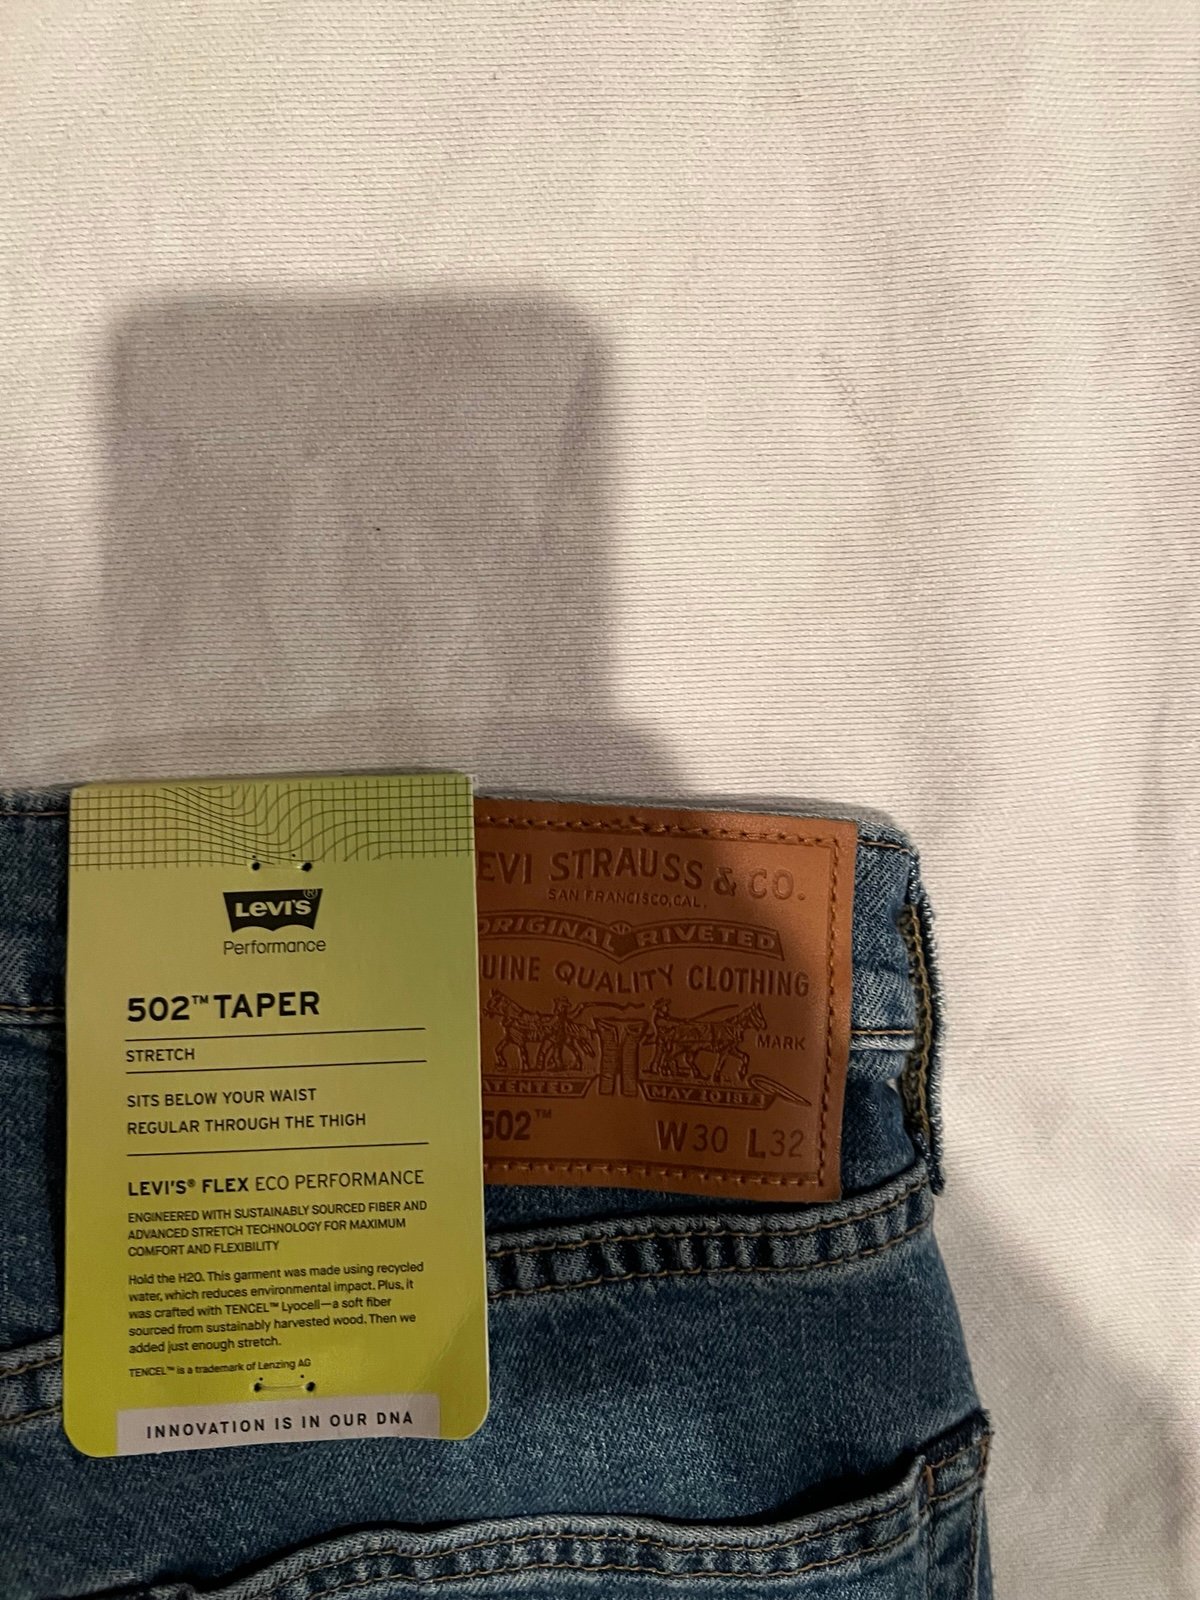 Levi's®
Performance
502™ TAPER
STRETCH
SITS BELOW YOUR WAIST
REGULAR THROUGH THE THIGH
LEVI'S® FLEX ECO PERFORMANCE
ENGINEERED WITH SUSTAINABLY SOURCED FIBER AND
ADVANCED STRETCH TECHNOLOGY FOR MAXIMUM
COMFORT AND FLEXIBILITY
Hold the H2O. This garment was made using recycled
water, which reduces environmental impact. Plus, it
was crafted with TENCEL™ Lyocell—a soft fiber
sourced from sustainably harvested wood. Then we
added just enough stretch.
TENCEL™ is a trademark of Lenzing AG
INNOVATION IS IN OUR DNA
EVI STRAUSS & CO.
SAN FRANCISCO, CAL.
ORIGINAL RIVETED
UINE QUALITY CLOTHING
MARK
ATENTED MAY 20 1873
502™ W30 L32